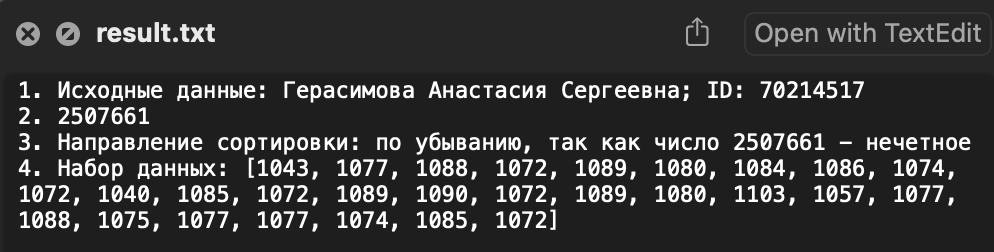 result.txt
Open with TextEdit
1. Исходные данные: Герасимова Анастасия Сергеевна; ID: 70214517
2. 2507661
3. Направление сортировки: по убыванию, так как число 2507661 – нечетное
4. Набор данных: [1043, 1077, 1088, 1072, 1089, 1080, 1084, 1086, 1074,
1072, 1040, 1085, 1072, 1089, 1090, 1072, 1089, 1080, 1103, 1057, 1077,
1088, 1075, 1077, 1077, 1074, 1085, 1072]